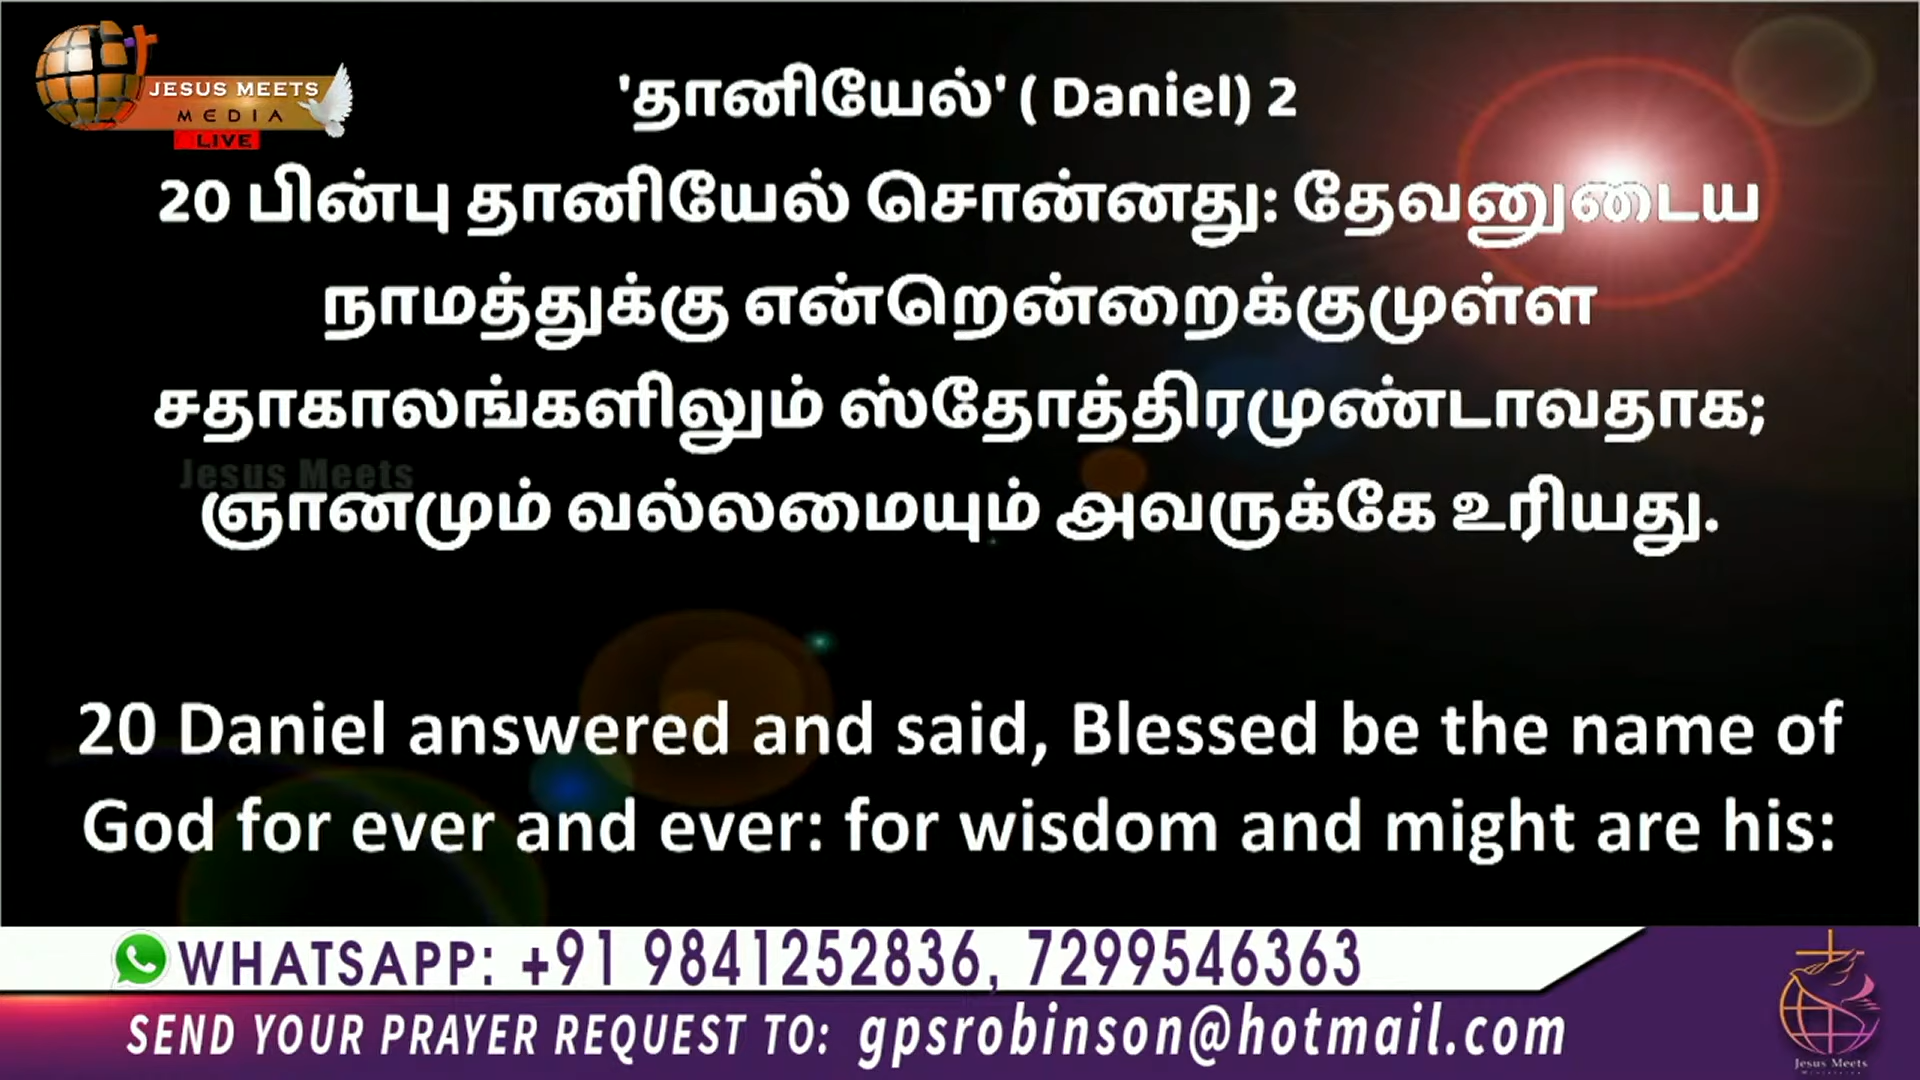 JESUS MEETS
MEDIA
LIVE
'தானியேல்' ( Daniel) 2
20 பின்பு தானியேல் சொன்னது: தேவனுடைய
நாமத்துக்கு என்றென்றைக்குமுள்ள
சதாகாலங்களிலும் ஸ்தோத்திரமுண்டாவதாக;
Jesus Meets
ஞானமும் வல்லமையும் அவருக்கே உரியது.
20 Daniel answered and said, Blessed be the name of
God for ever and ever: for wisdom and might are his:
WHATSAPP: +91 9841252836, 7299546363
SEND YOUR PRAYER REQUEST TO: gpsrobinson@hotmail.com
Jesus Meets